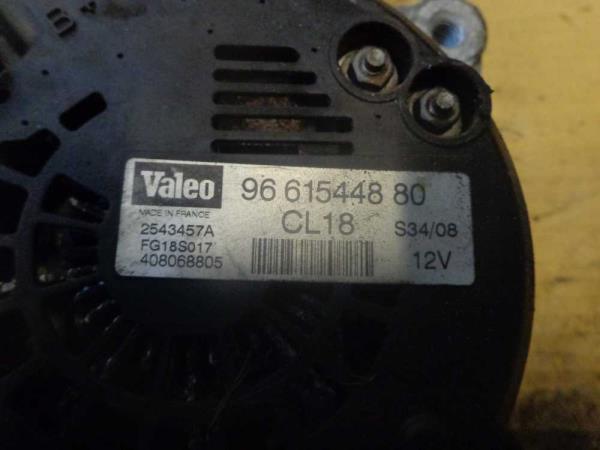 Valeo 96 615448 80
MADE IN FRANCE CL18 S34/08
2543457A
FG18S017
408068805 12V